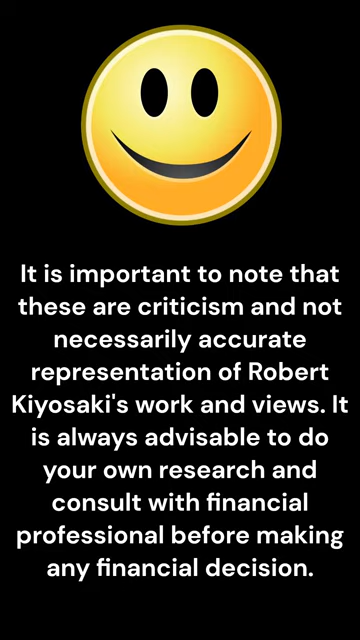 It is important to note that
these are criticism and not
necessarily accurate
representation of Robert
Kiyosaki's work and views. It
is always advisable to do
your own research and
consult with financial
professional before making
any financial decision.